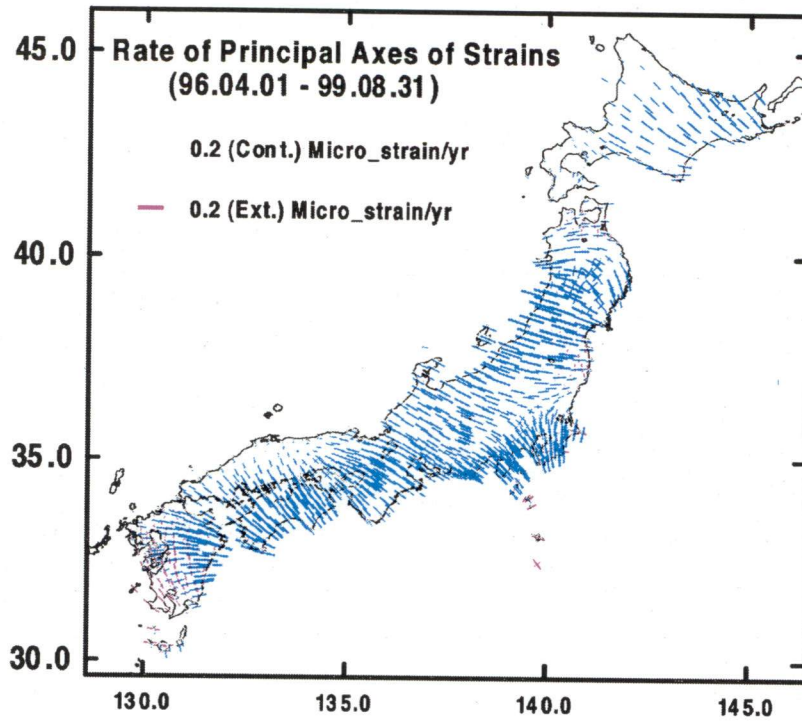 Rate of Principal Axes of Strains
(96.04.01 - 99.08.31)
0.2 (Cont.) Micro_strain/yr
0.2 (Ext.) Micro_strain/yr
45.0
40.0
35.0
30.0
130.0 135.0 140.0 145.0